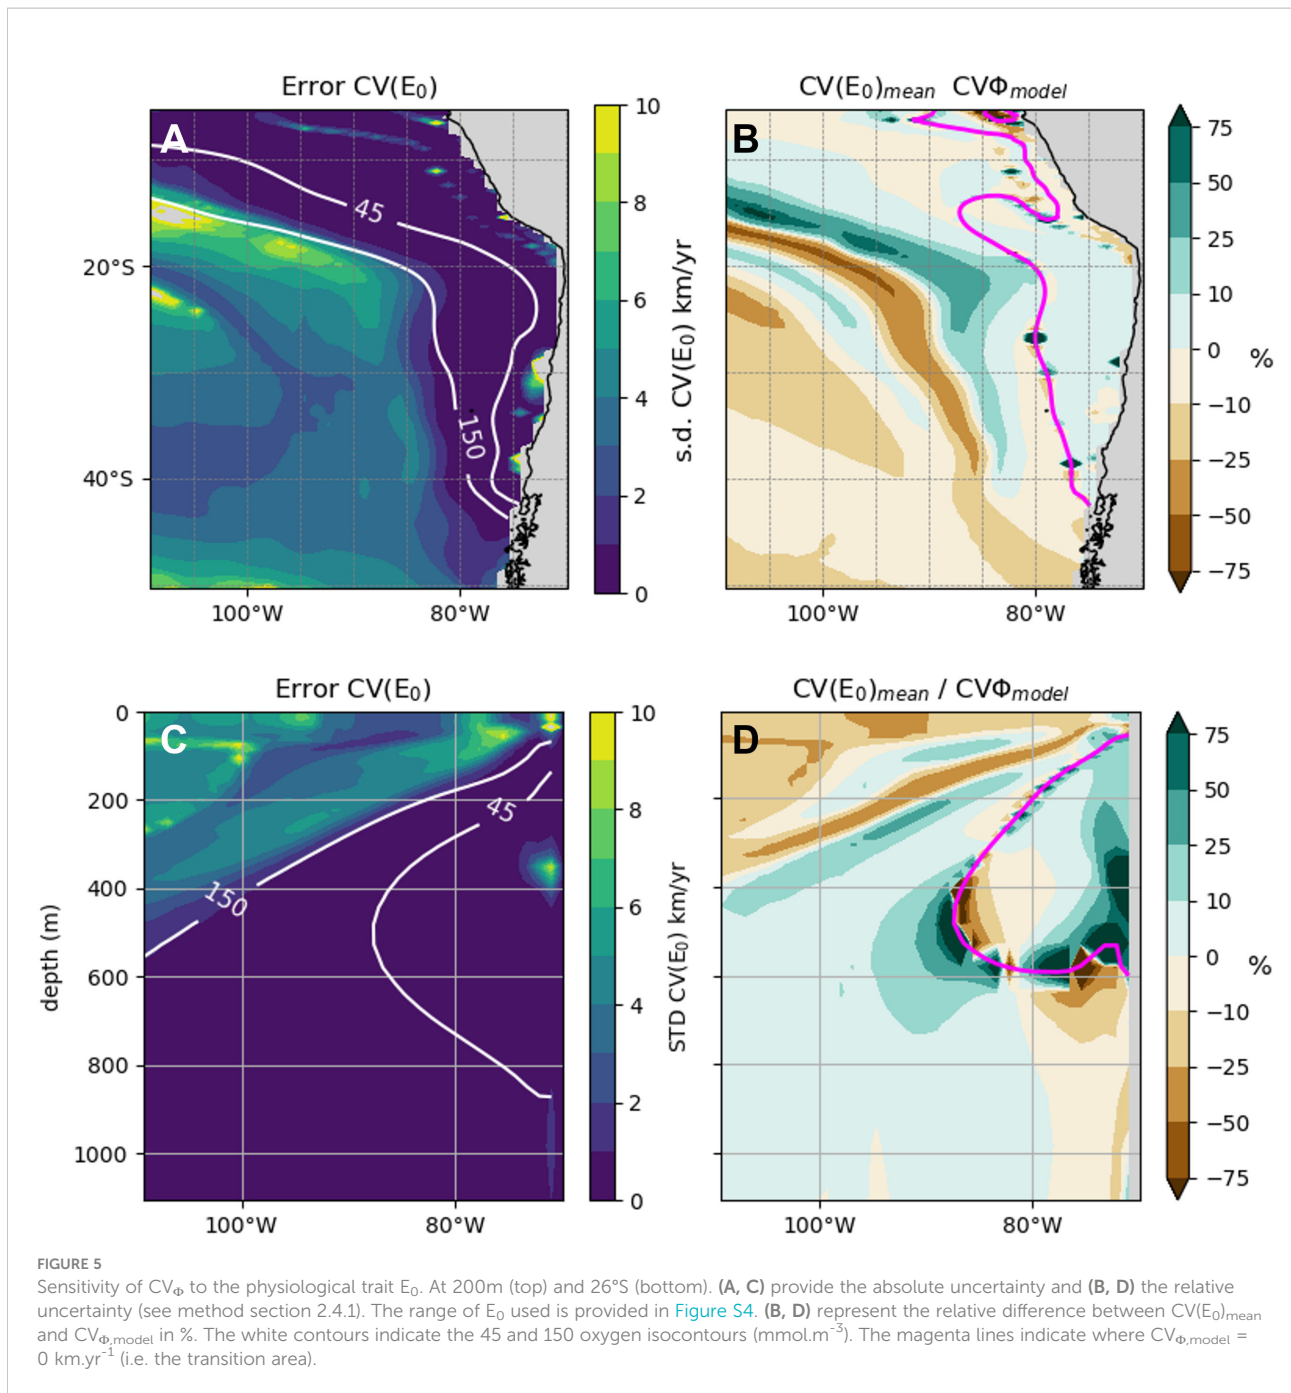 Error CV(E₀)
CV(E₀)mean CVΦmodel
A
B
45
150
20°S
40°S
100°W
80°W
10
8
6
4
2
0
s.d. CV(E₀) km/yr
100°W
80°W
75
50
25
10
0
−10
−25
−50
−75
%
Error CV(E₀)
CV(E₀)mean / CVΦmodel
C
D
0
200
400
600
800
1000
depth (m)
45
150
100°W
80°W
10
8
6
4
2
0
STD CV(E₀) km/yr
100°W
80°W
75
50
25
10
0
−10
−25
−50
−75
%
FIGURE 5
Sensitivity of CVΦ to the physiological trait E₀. At 200m (top) and 26°S (bottom). (A, C) provide the absolute uncertainty and (B, D) the relative
uncertainty (see method section 2.4.1). The range of E₀ used is provided in Figure S4. (B, D) represent the relative difference between CV(E₀)mean
and CVΦ,model in %. The white contours indicate the 45 and 150 oxygen isocontours (mmol.m⁻³). The magenta lines indicate where CVΦ,model =
0 km.yr⁻¹ (i.e. the transition area).